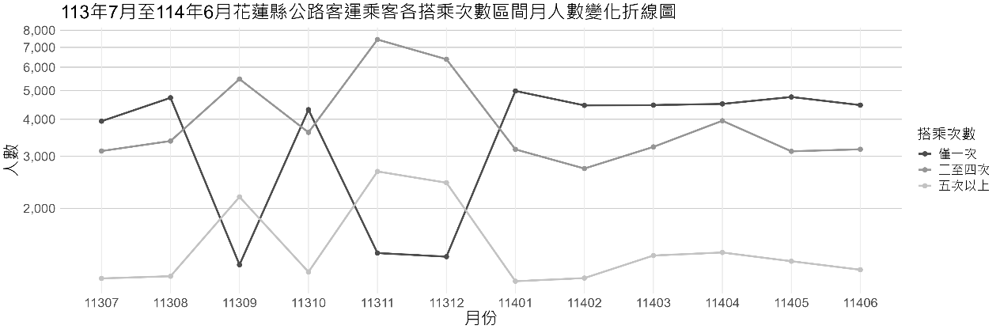 113年7月至114年6月花蓮縣公路客運乘客各搭乘次數區間月人數變化折線圖
8,000
7,000
6,000
5,000
4,000
3,000
2,000
人數
11307 11308 11309 11310 11311 11312 11401 11402 11403 11404 11405 11406
月份
搭乘次數
僅一次
二至四次
五次以上